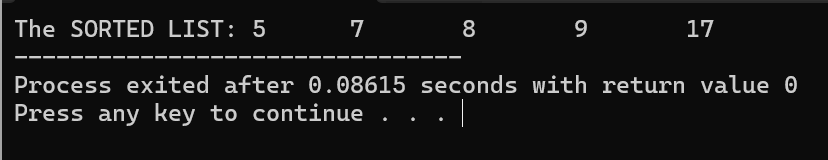 The SORTED LIST: 5 7 8 9 17
--------------------------------
Process exited after 0.08615 seconds with return value 0
Press any key to continue . . .